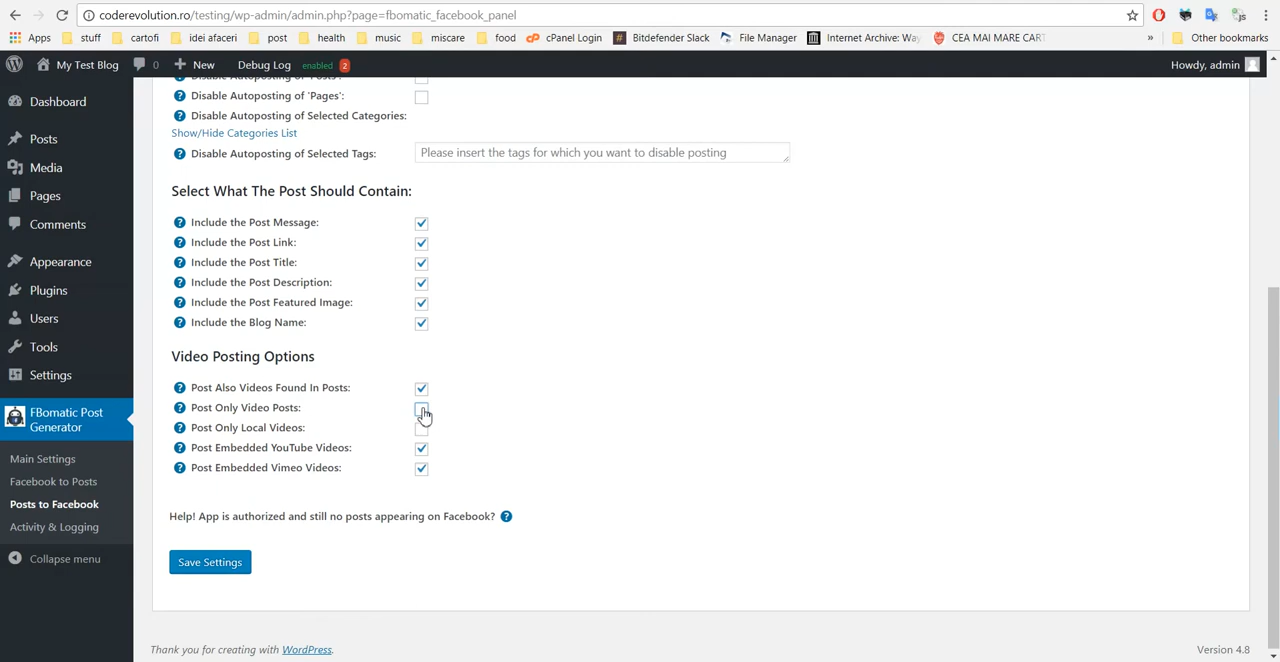 coderevolution.ro/testing/wp-admin/admin.php?page=fbomatic_facebook_panel
Apps stuff cartofi idei afaceri post health music miscare food cPanel Login Bitdefender Slack File Manager Internet Archive: Way CEA MAI MARE CART » Other bookmarks
My Test Blog 0 New Debug Log enabled 2 Howdy, admin
Disable Autoposting of 'Posts':
Disable Autoposting of 'Pages':
Dashboard
Disable Autoposting of Selected Categories:
Show/Hide Categories List
Posts
Disable Autoposting of Selected Tags: Please insert the tags for which you want to disable posting
Media
Select What The Post Should Contain:
Pages
Include the Post Message:
Comments
Include the Post Link:
Include the Post Title:
Appearance
Include the Post Description:
Plugins
Include the Post Featured Image:
Users
Include the Blog Name:
Tools
Video Posting Options
Settings
Post Also Videos Found In Posts:
FBomatic Post
Generator
Post Only Video Posts:
Post Only Local Videos:
Post Embedded YouTube Videos:
Main Settings
Post Embedded Vimeo Videos:
Facebook to Posts
Posts to Facebook
Help! App is authorized and still no posts appearing on Facebook? ?
Activity & Logging
Collapse menu
Save Settings
Thank you for creating with WordPress. Version 4.8